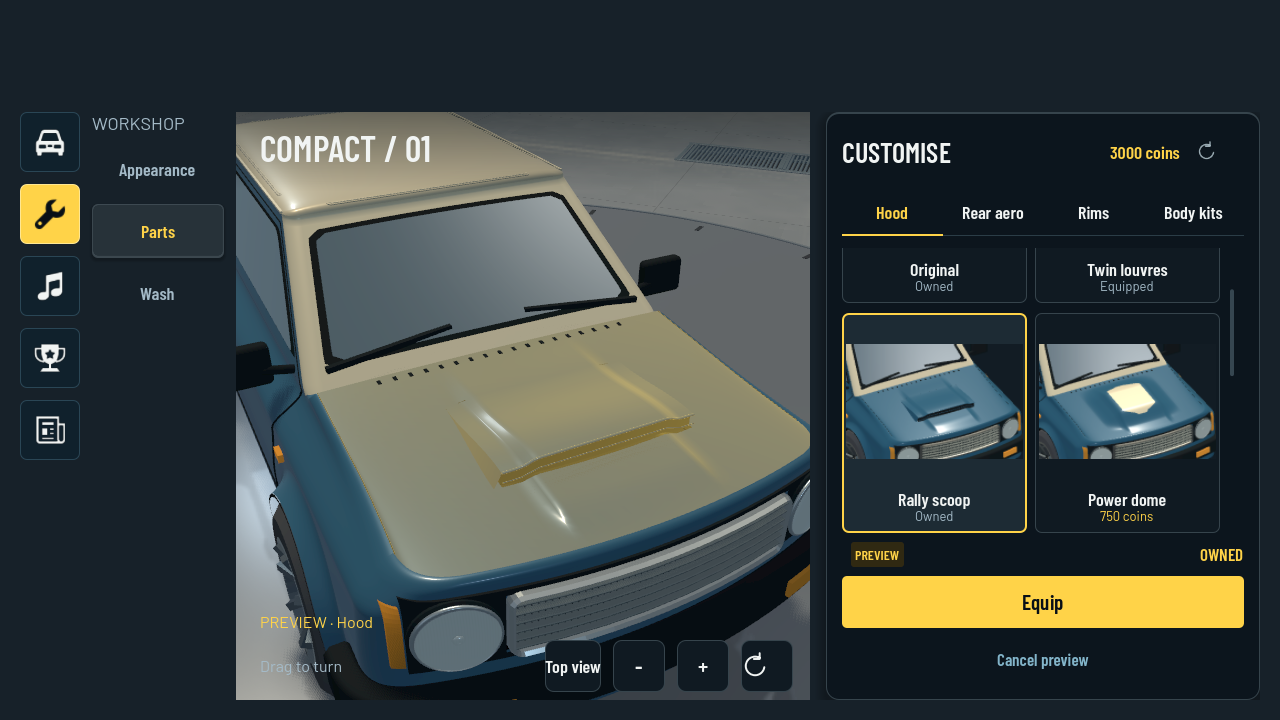 WORKSHOP
Appearance
Parts
Wash
COMPACT / 01
PREVIEW · Hood
Drag to turn
Top view
-
+
CUSTOMISE
3000 coins
Hood
Rear aero
Rims
Body kits
Original
Owned
Twin louvres
Equipped
Rally scoop
Owned
Power dome
750 coins
PREVIEW
OWNED
Equip
Cancel preview